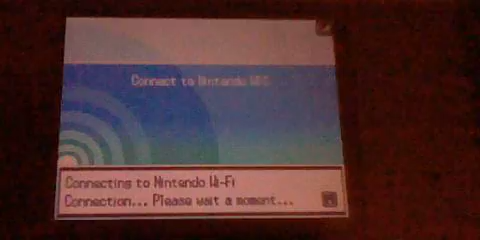 Connect to Nintendo WFC
Connecting to Nintendo Wi-Fi
Connection... Please wait a moment...